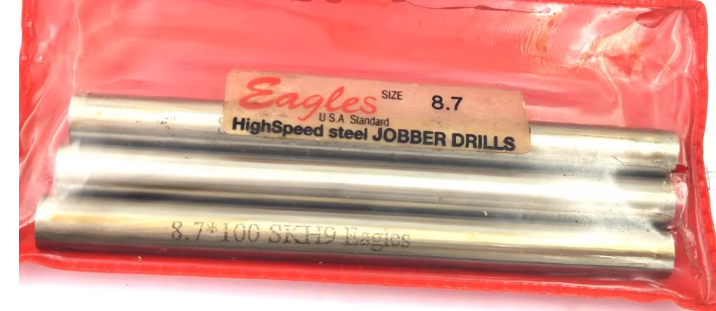 Eagles SIZE 8.7
U S A Standard
HighSpeed steel JOBBER DRILLS
8.7*100 SKH9 Eagles